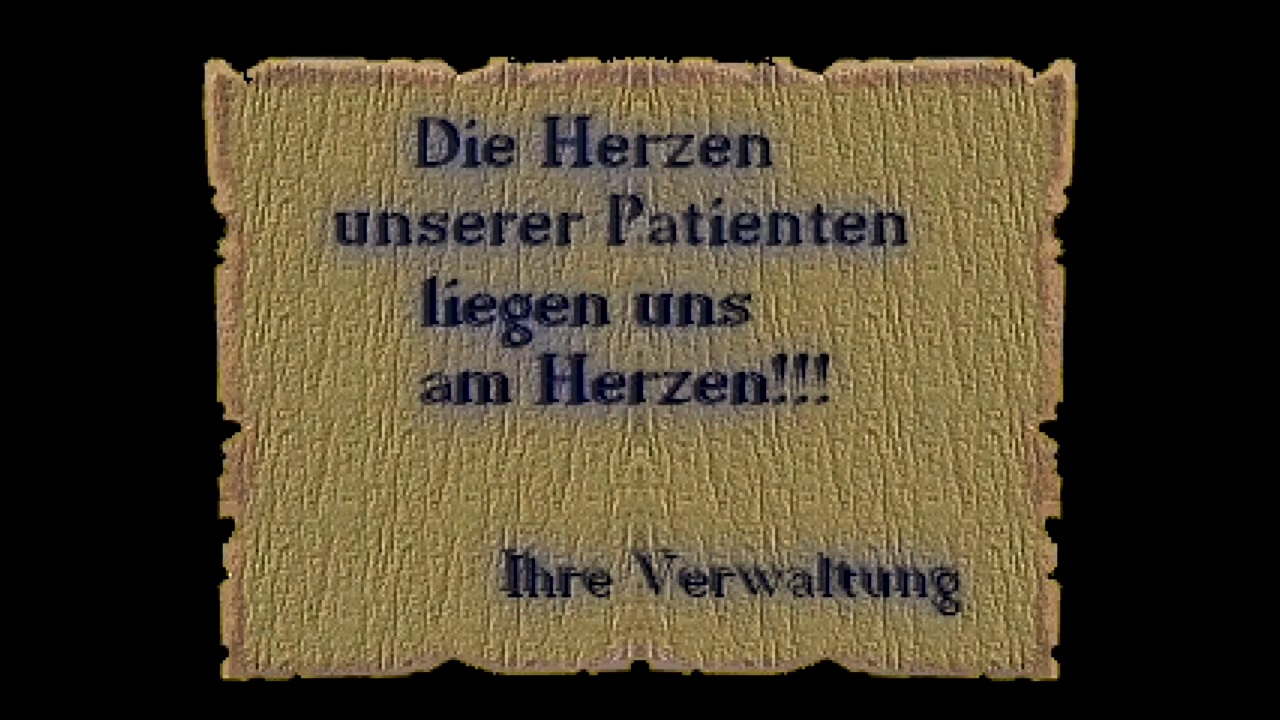 Die Herzen
unserer Patienten
liegen uns
am Herzen!!!
Ihre Verwaltung